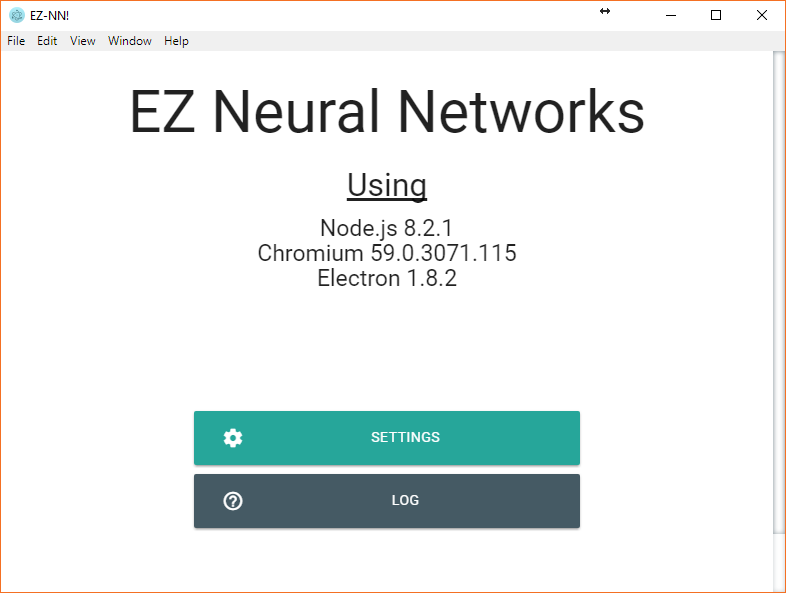 EZ-NN!
File Edit View Window Help
EZ Neural Networks
Using
Node.js 8.2.1
Chromium 59.0.3071.115
Electron 1.8.2
SETTINGS
LOG